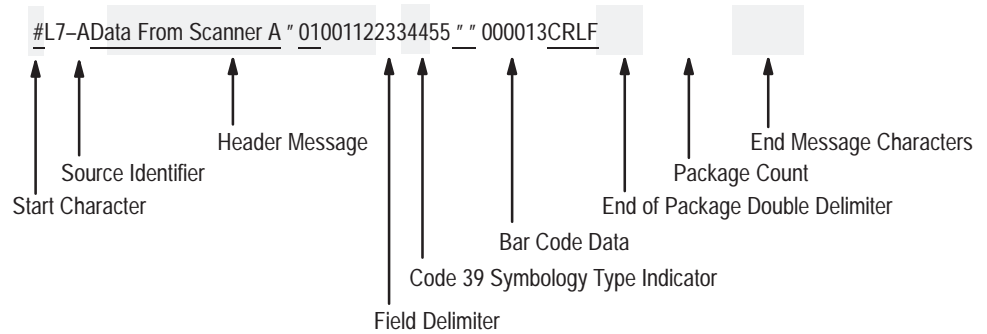 #L7–AData From Scanner A " 01001122334455 " " 000013CRLF
Header Message
End Message Characters
Source Identifier
Package Count
Start Character
End of Package Double Delimiter
Bar Code Data
Code 39 Symbology Type Indicator
Field Delimiter